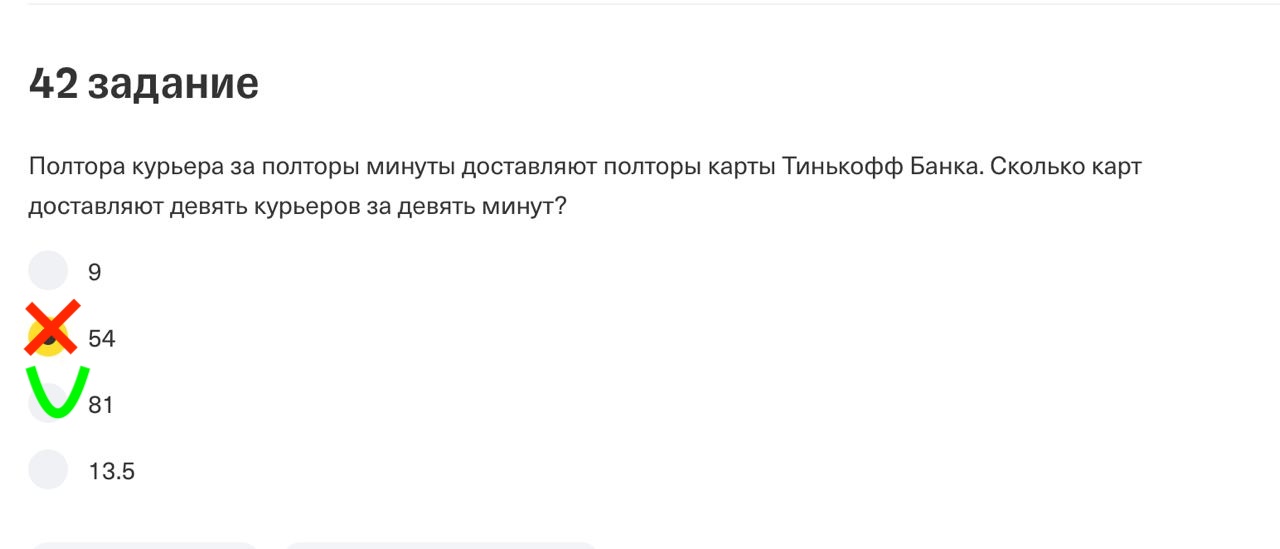 42 задание
Полтора курьера за полторы минуты доставляют полторы карты Тинькофф Банка. Сколько карт
доставляют девять курьеров за девять минут?
9
54
81
13.5